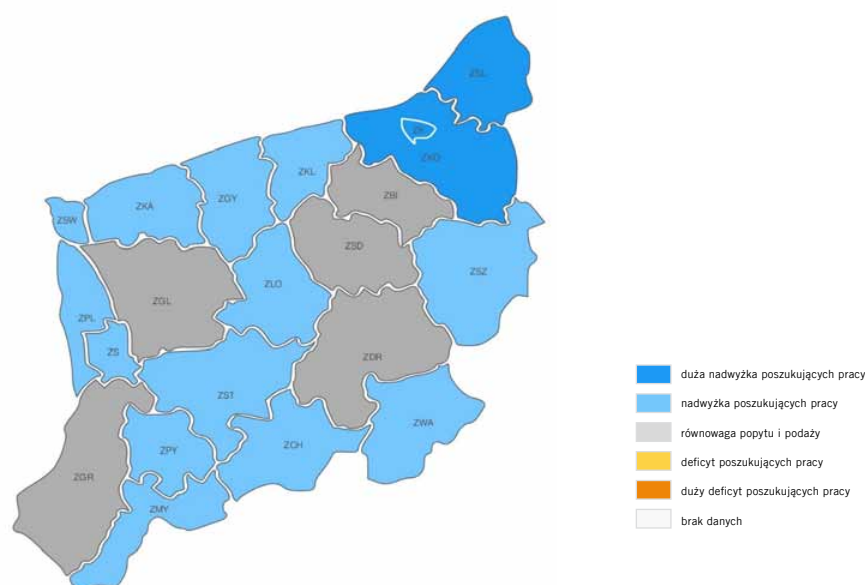 ZSL
ZK
ZKO
ZKL
ZGY
ZKA
ZSW
ZBI
ZSD
ZSZ
ZGL
ZLO
ZPL
ZS
ZDR
ZST
ZWA
ZCH
ZPY
ZGR
ZMY
duża nadwyżka poszukujących pracy
nadwyżka poszukujących pracy
równowaga popytu i podaży
deficyt poszukujących pracy
duży deficyt poszukujących pracy
brak danych